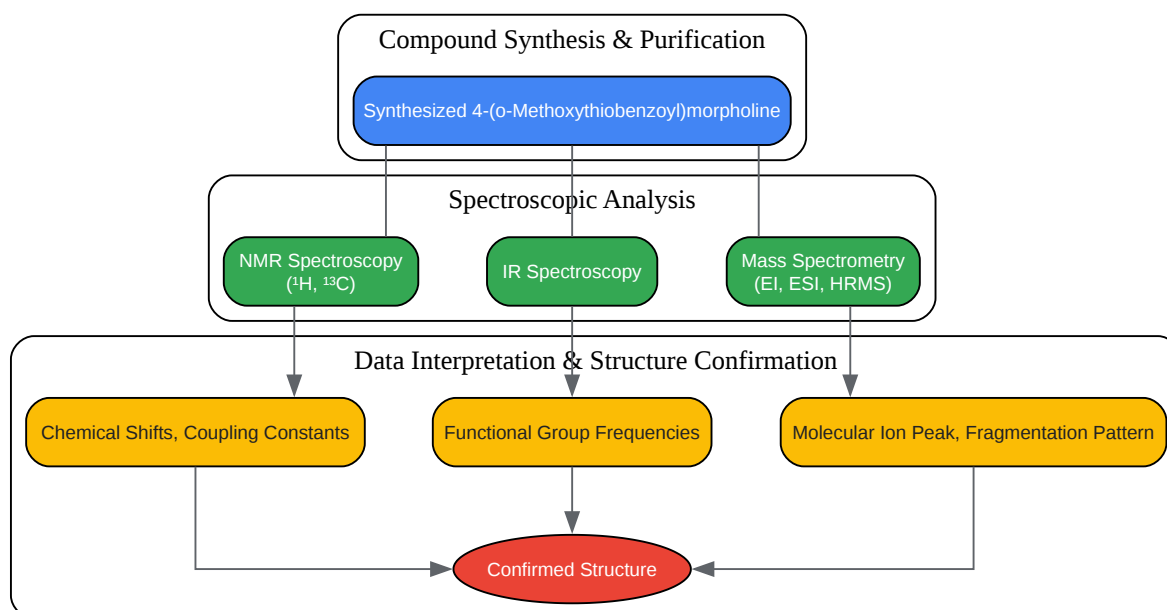 Compound Synthesis & Purification
Synthesized 4-(o-Methoxythiobenzoyl)morpholine
Spectroscopic Analysis
NMR Spectroscopy
(¹H, ¹³C)
IR Spectroscopy
Mass Spectrometry
(EI, ESI, HRMS)
Data Interpretation & Structure Confirmation
Chemical Shifts, Coupling Constants
Functional Group Frequencies
Molecular Ion Peak, Fragmentation Pattern
Confirmed Structure